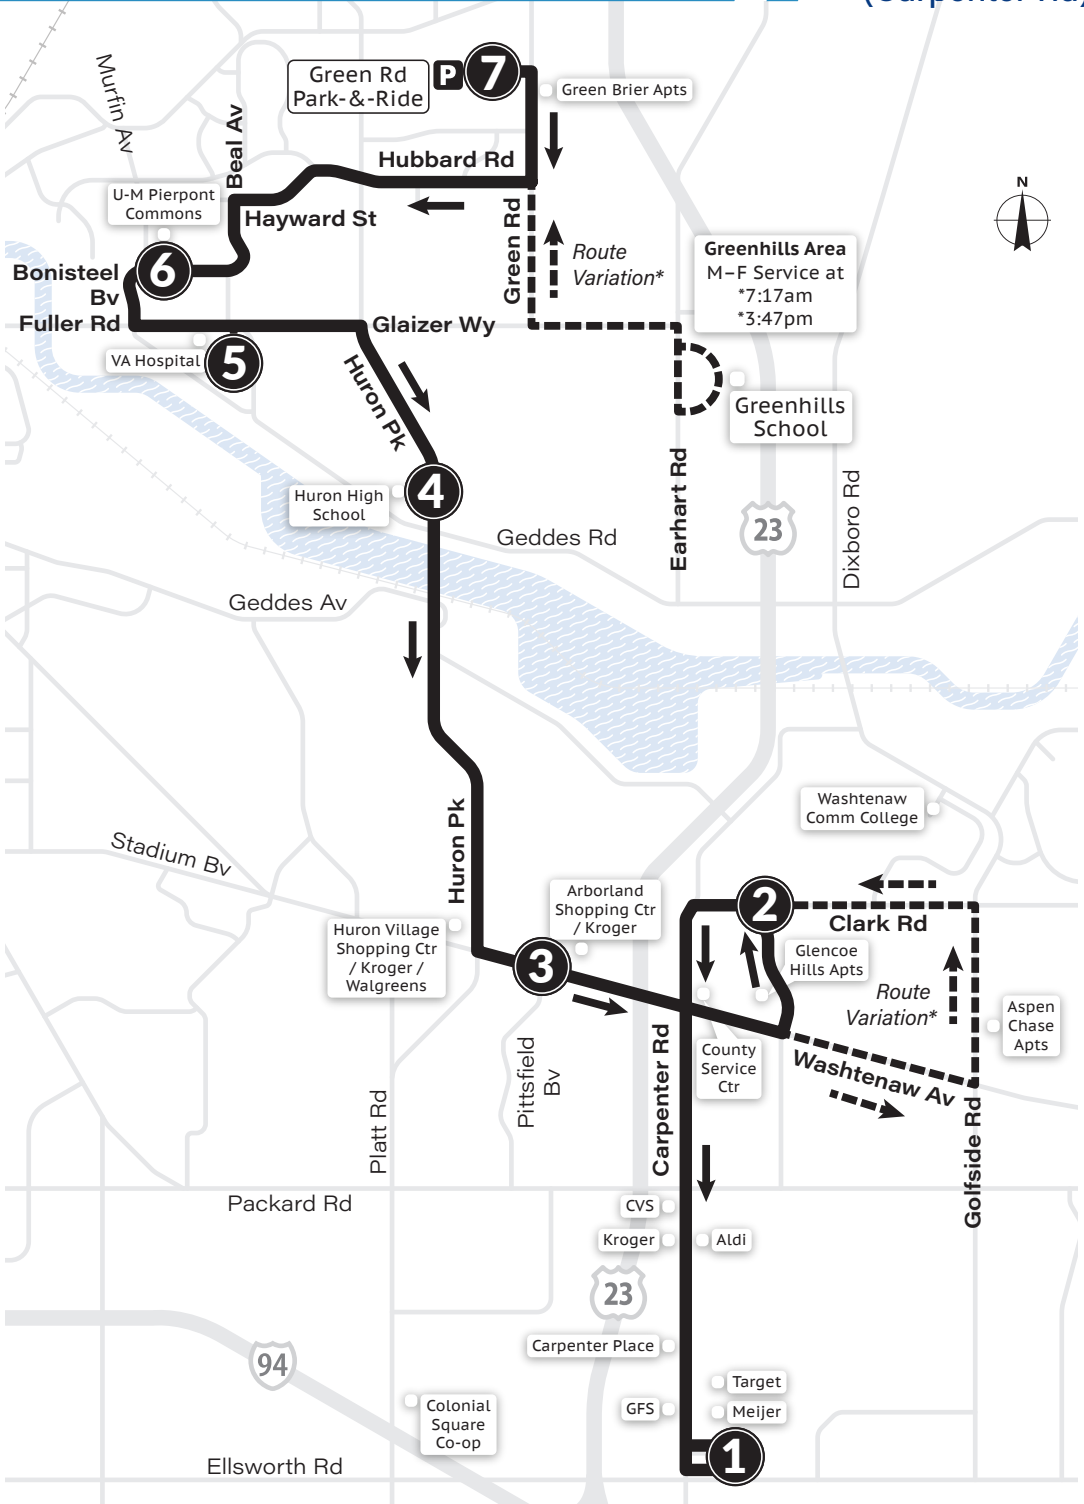 Murfin Av
Beal Av
Green Rd
Park-&-Ride
P
7
Green Brier Apts
Hubbard Rd
U-M Pierpont
Commons
Hayward St
Green Rd
Route
Variation*
Greenhills Area
M–F Service at
*7:17am
*3:47pm
N
Bonisteel
Bv
6
Fuller Rd
Glaizer Wy
VA Hospital
5
Huron Pk
Greenhills
School
4
Huron High
School
Geddes Rd
Earhart Rd
23
Dixboro Rd
Geddes Av
Washtenaw
Comm College
Stadium Bv
Huron Pk
Arborland
Shopping Ctr
/ Kroger
2
Clark Rd
Huron Village
Shopping Ctr
/ Kroger /
Walgreens
3
Glencoe
Hills Apts
Route
Variation*
Aspen
Chase
Apts
Pittsfield
Bv
Carpenter Rd
County
Service
Ctr
Washtenaw Av
Platt Rd
Golfside Rd
Packard Rd
CVS
Kroger
Aldi
23
Carpenter Place
94
Target
GFS
Meijer
Colonial
Square
Co-op
1
Ellsworth Rd